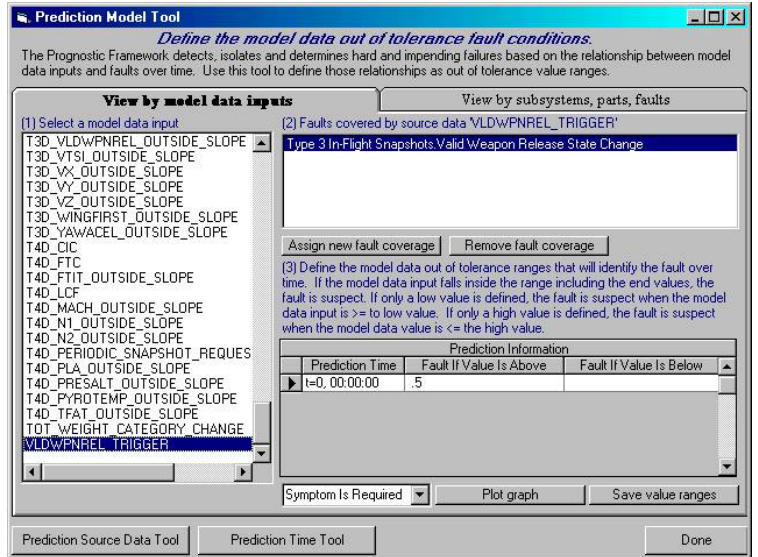 Prediction Model Tool
Define the model data out of tolerance fault conditions.
The Prognostic Framework detects, isolates and determines hard and impending failures based on the relationship between model
data inputs and faults over time. Use this tool to define those relationships as out of tolerance value ranges.
View by model data inputs
View by subsystems, parts, faults
(1) Select a model data input
T3D_VLDWPNREL_OUTSIDE_SLOPE
T3D_VTSI_OUTSIDE_SLOPE
T3D_VX_OUTSIDE_SLOPE
T3D_VY_OUTSIDE_SLOPE
T3D_VZ_OUTSIDE_SLOPE
T3D_WINGFIRST_OUTSIDE_SLOPE
T3D_YAWACEL_OUTSIDE_SLOPE
T4D_CIC
T4D_FTC
T4D_FTIT_OUTSIDE_SLOPE
T4D_LCF
T4D_MACH_OUTSIDE_SLOPE
T4D_N1_OUTSIDE_SLOPE
T4D_N2_OUTSIDE_SLOPE
T4D_PERIODIC_SNAPSHOT_REQUES
T4D_PLA_OUTSIDE_SLOPE
T4D_PRESALT_OUTSIDE_SLOPE
T4D_PYROTEMP_OUTSIDE_SLOPE
T4D_TFAT_OUTSIDE_SLOPE
TOT_WEIGHT_CATEGORY_CHANGE
VLDWPNREL_TRIGGER
(2) Faults covered by source data 'VLDWPNREL_TRIGGER'
Type 3 In-Flight Snapshots.Valid Weapon Release State Change
Assign new fault coverage
Remove fault coverage
(3) Define the model data out of tolerance ranges that will identify the fault over
time. If the model data input falls inside the range including the end values, the
fault is suspect. If only a low value is defined, the fault is suspect when the model
data input is >= to low value. If only a high value is defined, the fault is suspect
when the model data value is <= the high value.
Prediction Information
Prediction Time
Fault If Value Is Above
Fault If Value Is Below
t=0, 00:00:00
.5
Symptom Is Required
Plot graph
Save value ranges
Prediction Source Data Tool
Prediction Time Tool
Done